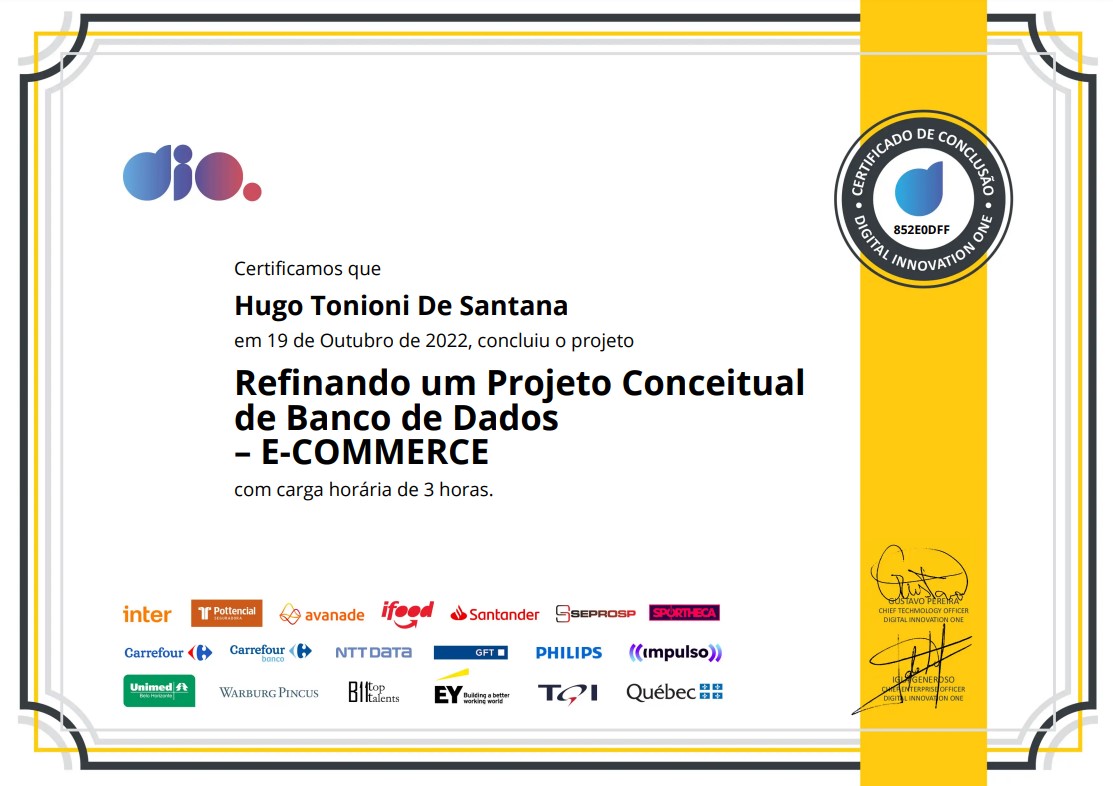 dio.
CERTIFICADO DE CONCLUSÃO
852E0DFF
DIGITAL INNOVATION ONE
Certificamos que
Hugo Tonioni De Santana
em 19 de Outubro de 2022, concluiu o projeto
Refinando um Projeto Conceitual
de Banco de Dados
– E-COMMERCE
com carga horária de 3 horas.
GUSTAVO PEREIRA
CHIEF TECHNOLOGY OFFICER
DIGITAL INNOVATION ONE
IGLÁ GENEROSO
CHIEF ENTERPRISE OFFICER
DIGITAL INNOVATION ONE
inter Pottencial SEGURADORA avanade ifood Santander SEPROSP SPORTHECA
Carrefour Carrefour banco NTT DATA GFT PHILIPS impulso
Unimed Belo Horizonte WARBURG PINCUS B11 top talents EY Building a better working world TQI Québec